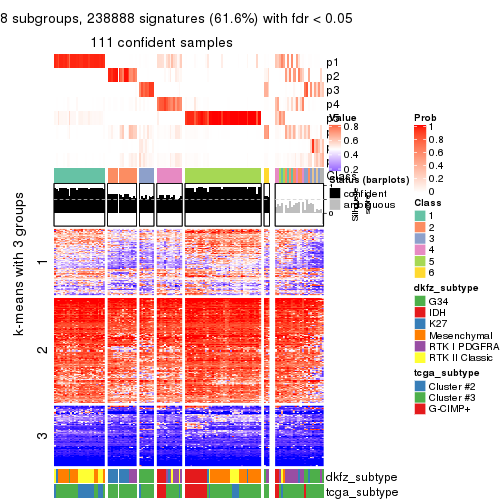 8 subgroups, 238888 signatures (61.6%) with fdr < 0.05
111 confident samples
p1
p2
p3
p4
Class
k-means with 3 groups
1
2
3
dkfz_subtype
tcga_subtype
Value
0.8
0.6
0.4
0.2
Status (barplots)
confident
ambiguous
1
0
Prob
1
0.8
0.6
0.4
0.2
0
Class
1
2
3
4
5
6
dkfz_subtype
G34
IDH
K27
Mesenchymal
RTK I PDGFRA
RTK II Classic
tcga_subtype
Cluster #2
Cluster #3
G-CIMP+